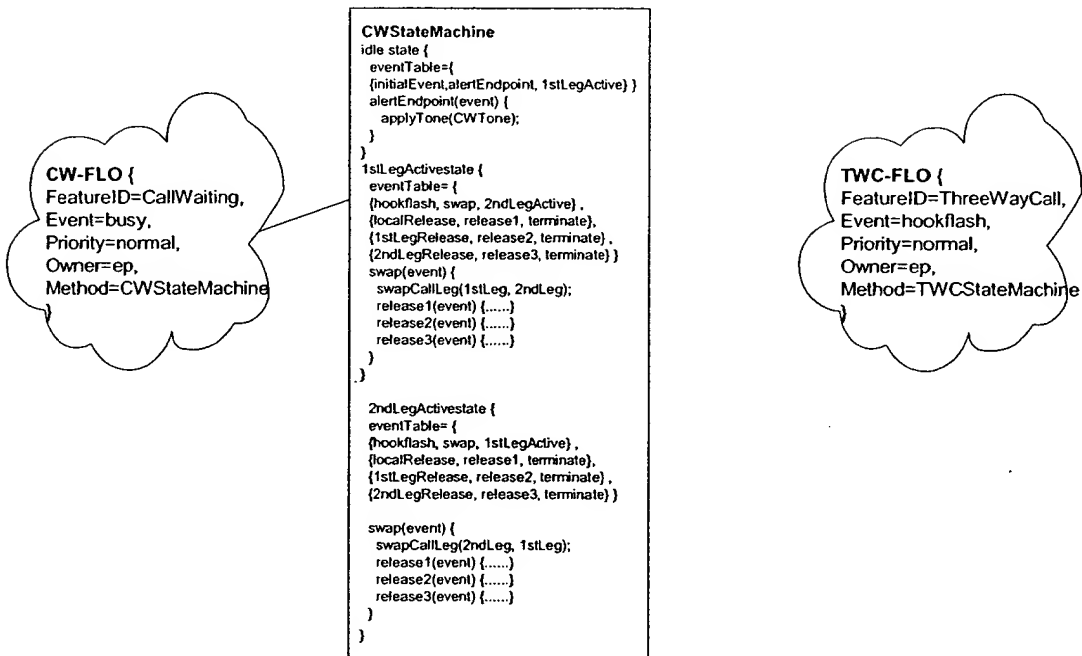 CW-FLO {
FeatureID=CallWaiting,
Event=busy,
Priority=normal,
Owner=ep,
Method=CWStateMachine
}
CWStateMachine
idle state {
eventTable={
{initialEvent,alertEndpoint, 1stLegActive} }
alertEndpoint(event) {
applyTone(CWTone);
}
}
1stLegActivestate {
eventTable= {
{hookflash, swap, 2ndLegActive} ,
{localRelease, release1, terminate},
{1stLegRelease, release2, terminate} ,
{2ndLegRelease, release3, terminate} }
swap(event) {
swapCallLeg(1stLeg, 2ndLeg);
release1(event) {......}
release2(event) {......}
release3(event) {......}
}
}
2ndLegActivestate {
eventTable= {
{hookflash, swap, 1stLegActive} ,
{localRelease, release1, terminate},
{1stLegRelease, release2, terminate} ,
{2ndLegRelease, release3, terminate} }
swap(event) {
swapCallLeg(2ndLeg, 1stLeg);
release1(event) {......}
release2(event) {......}
release3(event) {......}
}
}
TWC-FLO {
FeatureID=ThreeWayCall,
Event=hookflash,
Priority=normal,
Owner=ep,
Method=TWCStateMachine
}